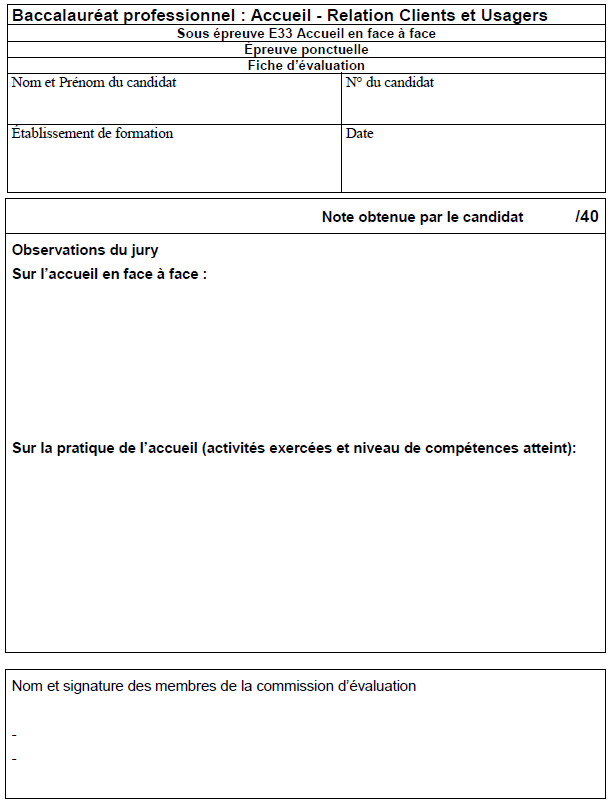 Baccalauréat professionnel : Accueil - Relation Clients et Usagers
Sous épreuve E33 Accueil en face à face
Épreuve ponctuelle
Fiche d'évaluation
Nom et Prénom du candidat
N° du candidat
Établissement de formation
Date
Note obtenue par le candidat /40
Observations du jury
Sur l'accueil en face à face :
Sur la pratique de l'accueil (activités exercées et niveau de compétences atteint):
Nom et signature des membres de la commission d'évaluation
-
-